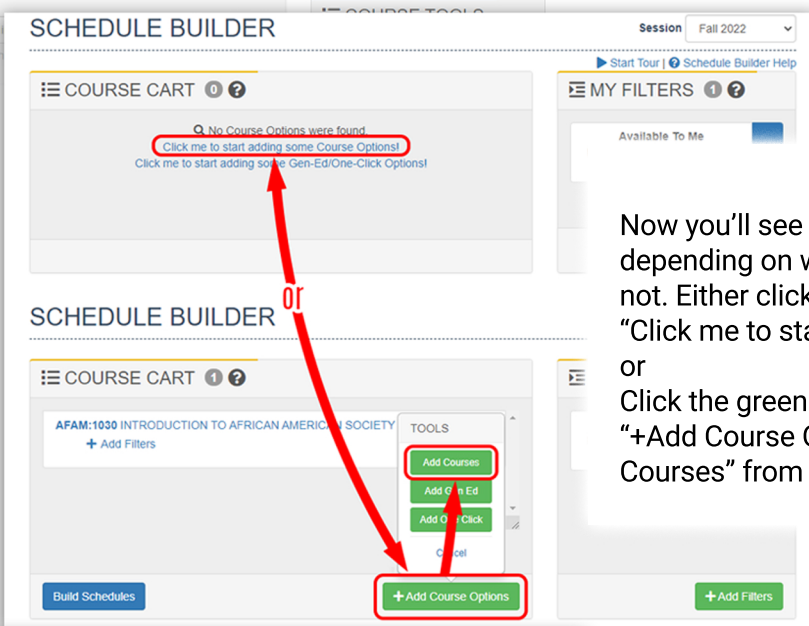 COURSE TOOLS
SCHEDULE BUILDER
Session Fall 2022
Start Tour | Schedule Builder Help
COURSE CART 0
MY FILTERS 1
No Course Options were found.
Click me to start adding some Course Options!
Click me to start adding some Gen-Ed/One-Click Options!
Available To Me
Now you’ll see
depending on
not. Either click
“Click me to
or
Click the green
“+Add Course
Courses” from
or
SCHEDULE BUILDER
COURSE CART 1
AFAM:1030 INTRODUCTION TO AFRICAN AMERICAN SOCIETY
+ Add Filters
TOOLS
Add Courses
Add Gen Ed
Add One Click
Cancel
Build Schedules
+Add Course Options
+Add Filters